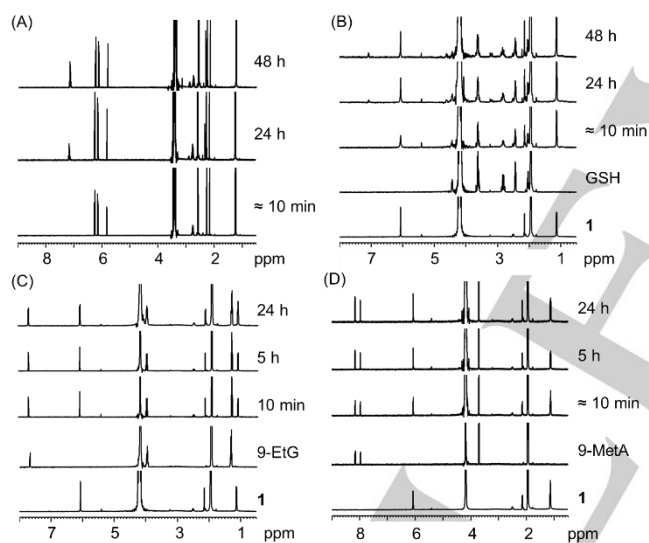 (A)
48 h
24 h
≈ 10 min
8 6 4 2 ppm
(B)
48 h
24 h
≈ 10 min
GSH
1
7 5 3 1
ppm
(C)
24 h
5 h
10 min
9-EtG
1
7 5 3 1
ppm
(D)
24 h
5 h
≈ 10 min
9-MetA
1
8 6 4 2
ppm